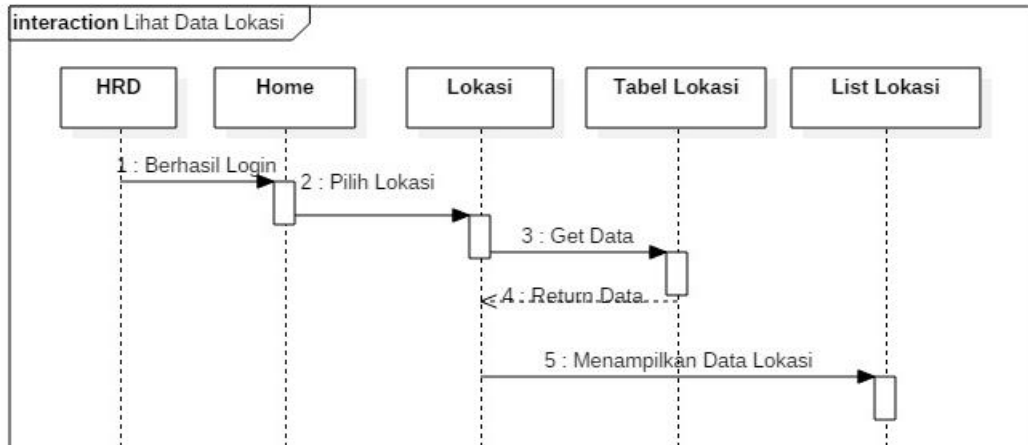 interaction Lihat Data Lokasi
HRD
Home
Lokasi
Tabel Lokasi
List Lokasi
1 : Berhasil Login
2 : Pilih Lokasi
3 : Get Data
4 : Return Data
5 : Menampilkan Data Lokasi